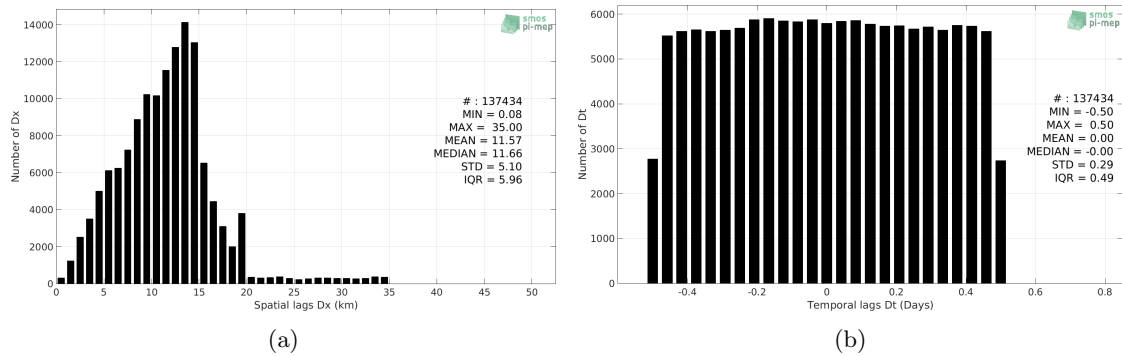 14000
12000
10000
8000
6000
4000
2000
0
Number of Dx
smos
pi-mep
# : 137434
MIN = 0.08
MAX = 35.00
MEAN = 11.57
MEDIAN = 11.66
STD = 5.10
IQR = 5.96
0 5 10 15 20 25 30 35 40 45 50
Spatial lags Dx (km)
(a)
6000
5000
4000
3000
2000
1000
0
Number of Dt
smos
pi-mep
# : 137434
MIN = -0.50
MAX = 0.50
MEAN = 0.00
MEDIAN = -0.00
STD = 0.29
IQR = 0.49
-0.4 -0.2 0 0.2 0.4 0.6 0.8
Temporal lags Dt (Days)
(b)